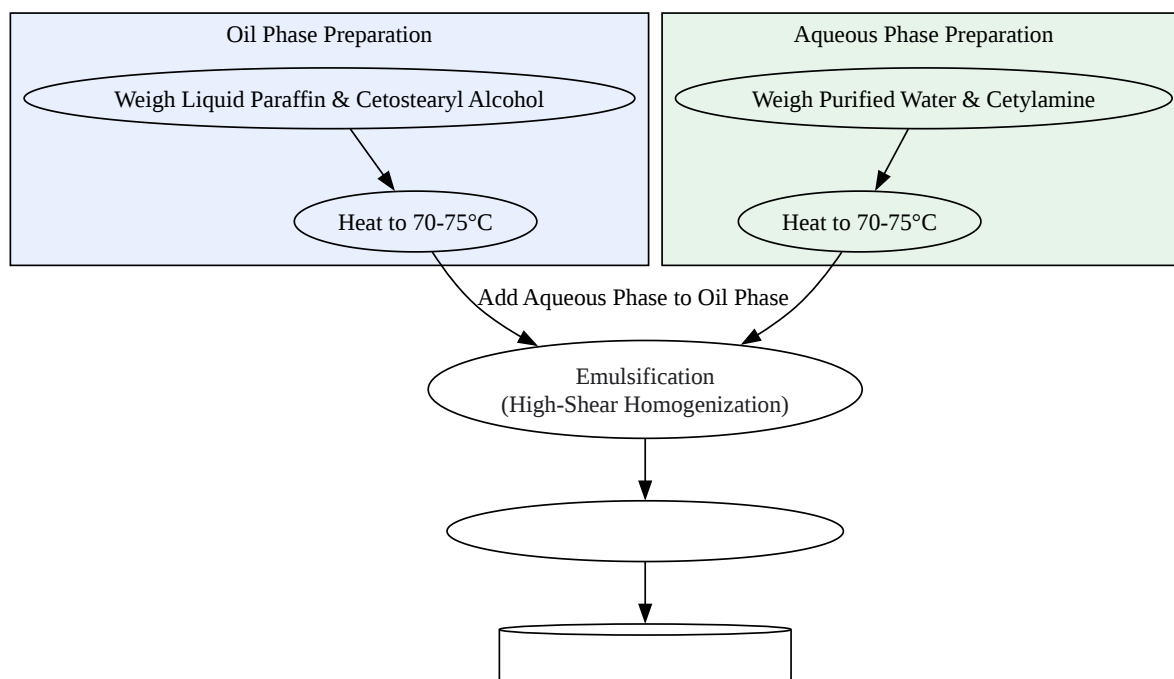 Oil Phase Preparation
Weigh Liquid Paraffin & Cetostearyl Alcohol
Heat to 70-75°C
Aqueous Phase Preparation
Weigh Purified Water & Cetylamine
Heat to 70-75°C
Add Aqueous Phase to Oil Phase
Emulsification
(High-Shear Homogenization)